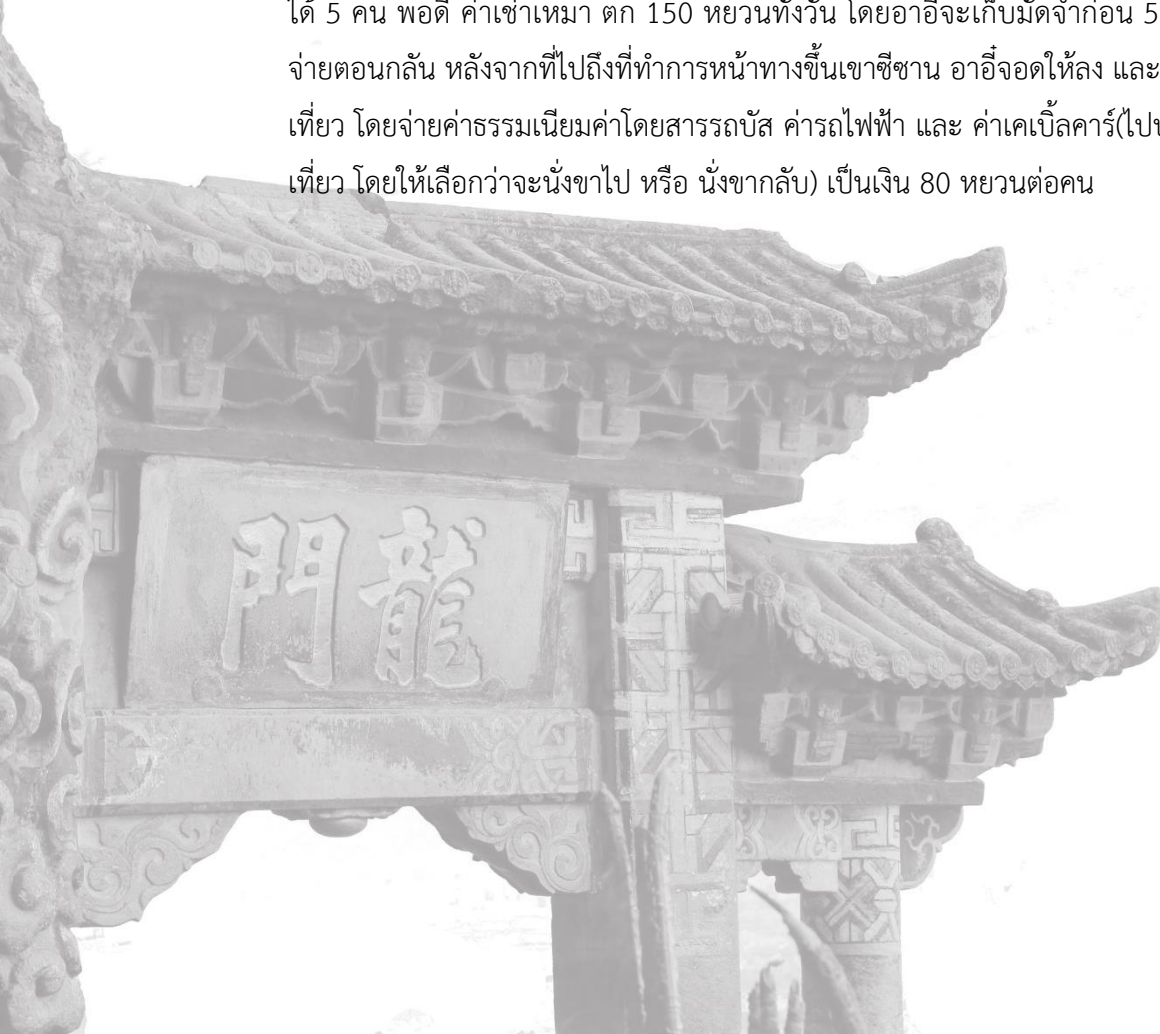 ได้ 5 คน พอดี ค่าเช่าเหมา ตก 150 หยวนทั้งวัน โดยอาอี๋จะเก็บมัดจำก่อน 5
จ่ายตอนกลัน หลังจากที่ไปถึงที่ทำการหน้าทางขึ้นเขาซีซาน อาอี๋จอดให้ลง และ
เที่ยว โดยจ่ายค่าธรรมเนียมค่าโดยสารรถบัส ค่ารถไฟฟ้า และ ค่าเคเบิ้ลคาร์(ไป
เที่ยว โดยให้เลือกว่าจะนั่งขาไป หรือ นั่งขากลับ) เป็นเงิน 80 หยวนต่อคน
門龍